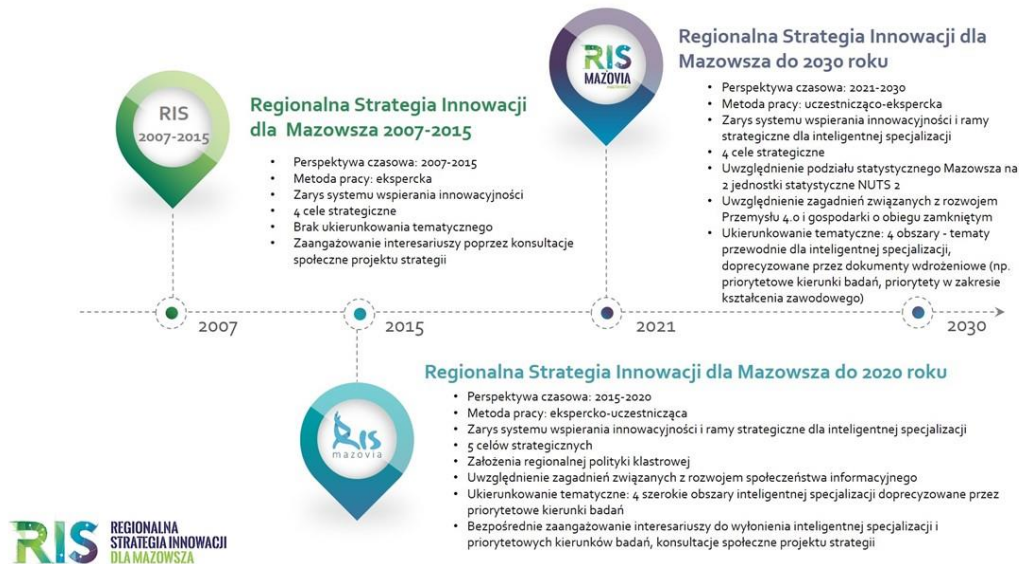 RIS
2007-2015
Regionalna Strategia Innowacji
dla Mazowsza 2007-2015
• Perspektywa czasowa: 2007-2015
• Metoda pracy: ekspercka
• Zarys systemu wspierania innowacyjności
• 4 cele strategiczne
• Brak ukierunkowania tematycznego
• Zaangażowanie interesariuszy poprzez konsultacje
społeczne projektu strategii
RIS
MAZOVIA
Regionalna Strategia Innowacji dla
Mazowsza do 2030 roku
• Perspektywa czasowa: 2021-2030
• Metoda pracy: uczestnicząco-ekspercka
• Zarys systemu wspierania innowacyjności i ramy
strategiczne dla inteligentnej specjalizacji
• 4 cele strategiczne
• Uwzględnienie podziału statystycznego Mazowsza na
2 jednostki statystyczne NUTS 2
• Uwzględnienie zagadnień związanych z rozwojem
Przemysłu 4.0 i gospodarki o obiegu zamkniętym
• Ukierunkowanie tematyczne: 4 obszary - tematy
przewodnie dla inteligentnej specjalizacji,
doprecyzowane przez dokumenty wdrożeniowe (np.
priorytetowe kierunki badań, priorytety w zakresie
kształcenia zawodowego)
2007
2015
2021
2030
Regionalna Strategia Innowacji dla Mazowsza do 2020 roku
• Perspektywa czasowa: 2015-2020
• Metoda pracy: ekspercko-uczestnicząca
• Zarys systemu wspierania innowacyjności i ramy strategiczne dla inteligentnej specjalizacji
• 5 celów strategicznych
• Założenia regionalnej polityki klastrowej
• Uwzględnienie zagadnień związanych z rozwojem społeczeństwa informacyjnego
• Ukierunkowanie tematyczne: 4 szerokie obszary inteligentnej specjalizacji doprecyzowane przez
priorytetowe kierunki badań
• Bezpośrednie zaangażowanie interesariuszy do wyłonienia inteligentnej specjalizacji i
priorytetowych kierunków badań, konsultacje społeczne projektu strategii
RIS
mazovia
RIS
REGIONALNA
STRATEGIA INNOWACJI
DLA MAZOWSZA